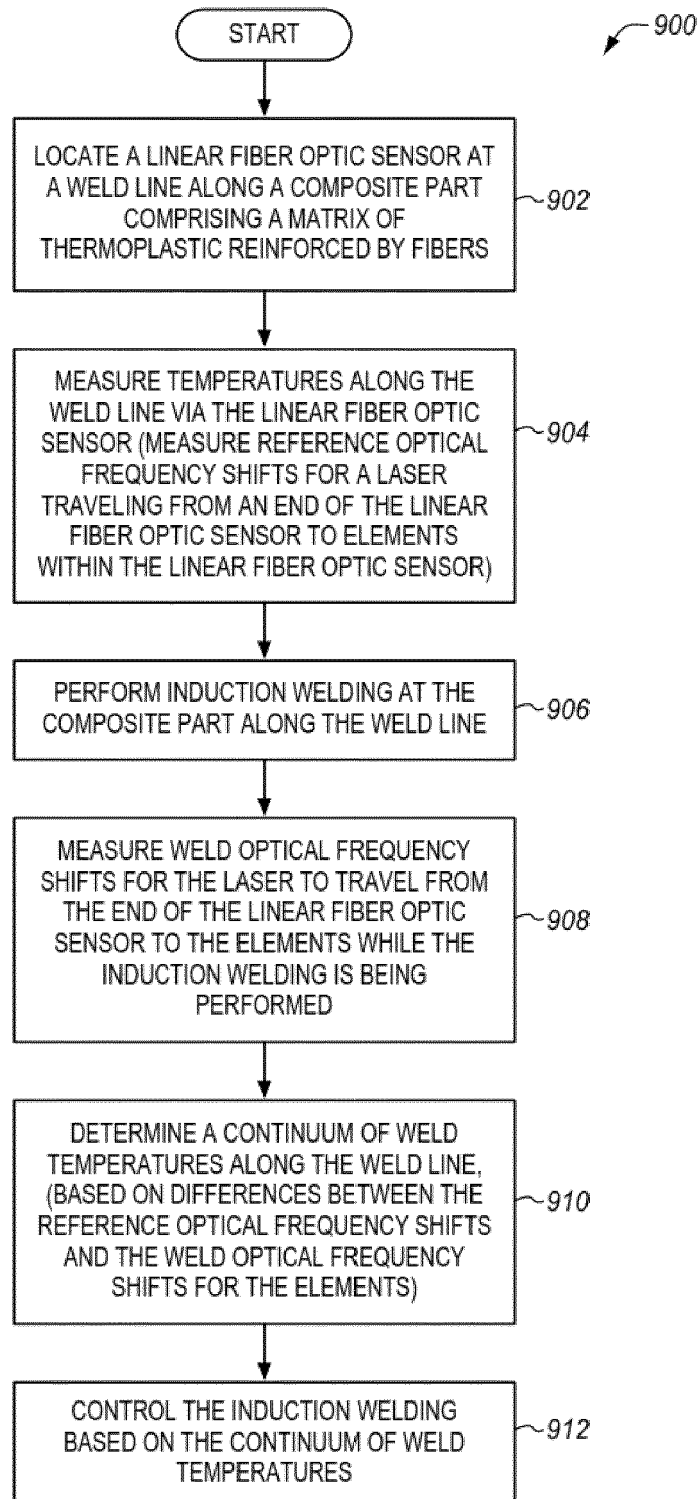 START
900
LOCATE A LINEAR FIBER OPTIC SENSOR AT
A WELD LINE ALONG A COMPOSITE PART
COMPRISING A MATRIX OF
THERMOPLASTIC REINFORCED BY FIBERS
902
MEASURE TEMPERATURES ALONG THE
WELD LINE VIA THE LINEAR FIBER OPTIC
SENSOR (MEASURE REFERENCE OPTICAL
FREQUENCY SHIFTS FOR A LASER
TRAVELING FROM AN END OF THE LINEAR
FIBER OPTIC SENSOR TO ELEMENTS
WITHIN THE LINEAR FIBER OPTIC SENSOR)
904
PERFORM INDUCTION WELDING AT THE
COMPOSITE PART ALONG THE WELD LINE
906
MEASURE WELD OPTICAL FREQUENCY
SHIFTS FOR THE LASER TO TRAVEL FROM
THE END OF THE LINEAR FIBER OPTIC
SENSOR TO THE ELEMENTS WHILE THE
INDUCTION WELDING IS BEING
PERFORMED
908
DETERMINE A CONTINUUM OF WELD
TEMPERATURES ALONG THE WELD LINE,
(BASED ON DIFFERENCES BETWEEN THE
REFERENCE OPTICAL FREQUENCY SHIFTS
AND THE WELD OPTICAL FREQUENCY
SHIFTS FOR THE ELEMENTS)
910
CONTROL THE INDUCTION WELDING
BASED ON THE CONTINUUM OF WELD
TEMPERATURES
912